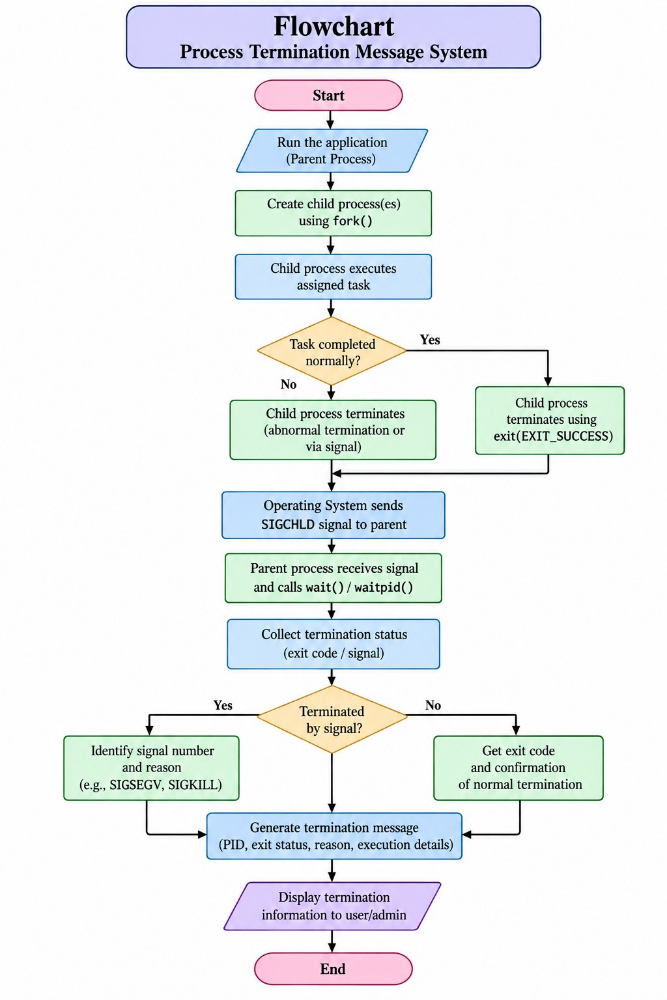 Flowchart
Process Termination Message System
Start
Run the application
(Parent Process)
Create child process(es)
using fork()
Child process executes
assigned task
Task completed
normally?
Yes
No
Child process terminates
(abnormal termination or
via signal)
Child process
terminates using
exit(EXIT_SUCCESS)
Operating System sends
SIGCHLD signal to parent
Parent process receives signal
and calls wait() / waitpid()
Collect termination status
(exit code / signal)
Terminated
by signal?
Yes
No
Identify signal number
and reason
(e.g., SIGSEGV, SIGKILL)
Get exit code
and confirmation
of normal termination
Generate termination message
(PID, exit status, reason, execution details)
Display termination
information to user/admin
End